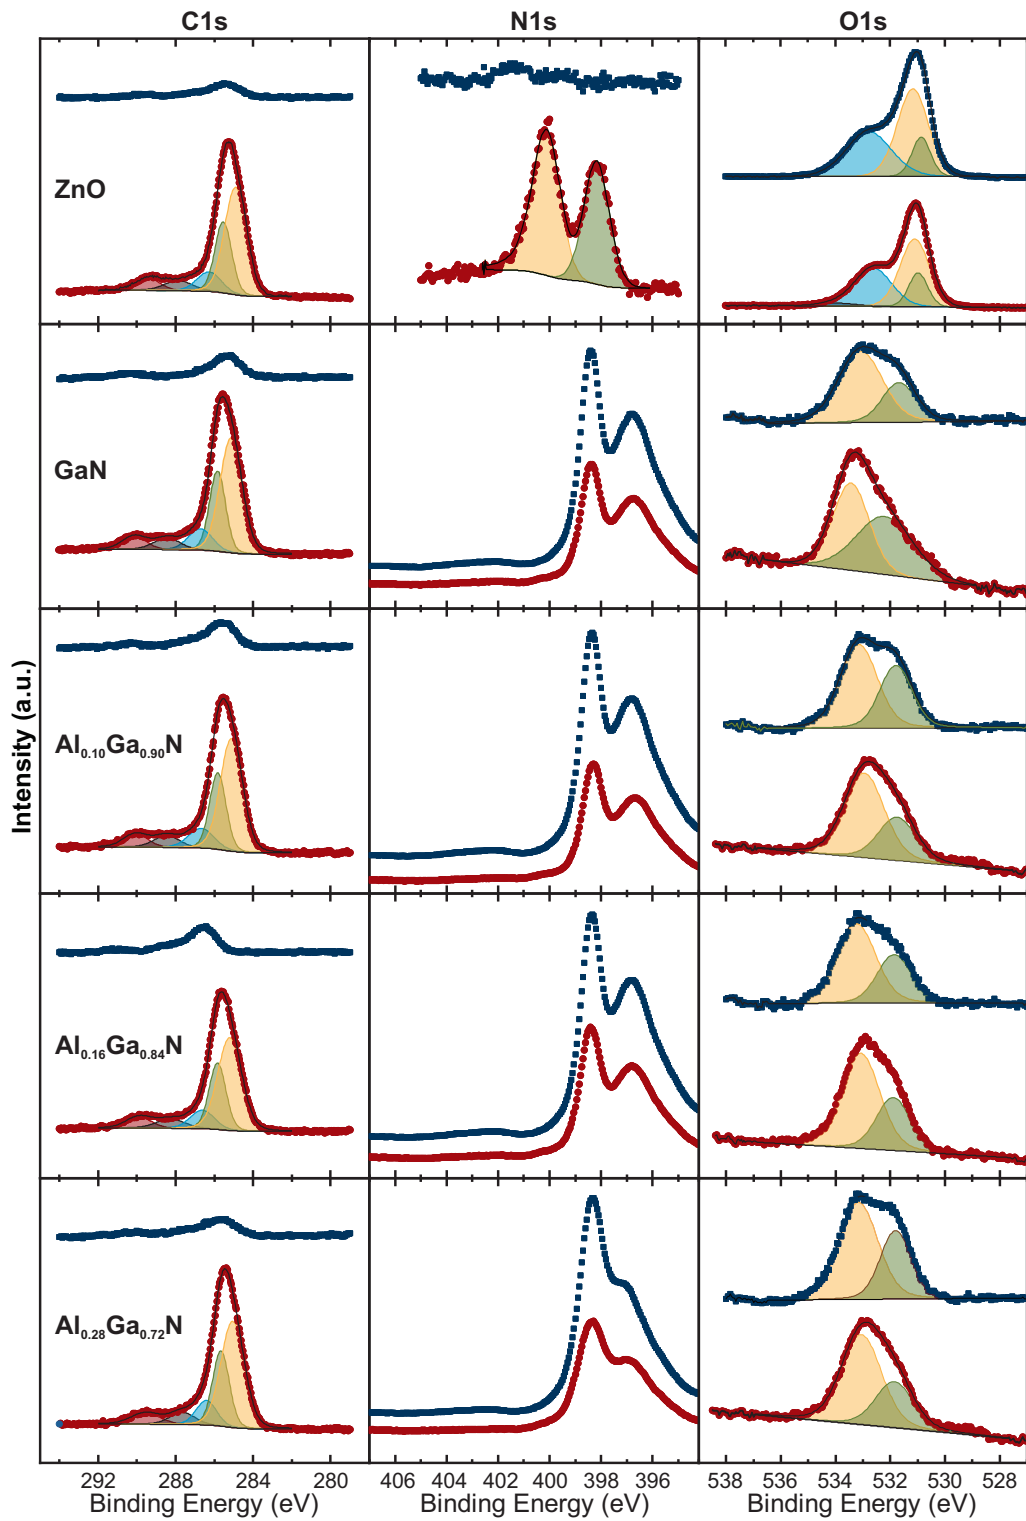 C1s N1s O1s
ZnO
GaN
Al0.10Ga0.90N
Al0.16Ga0.84N
Al0.28Ga0.72N
Intensity (a.u.)
292 288 284 280 406 404 402 400 398 396 538 536 534 532 530 528
Binding Energy (eV) Binding Energy (eV) Binding Energy (eV)